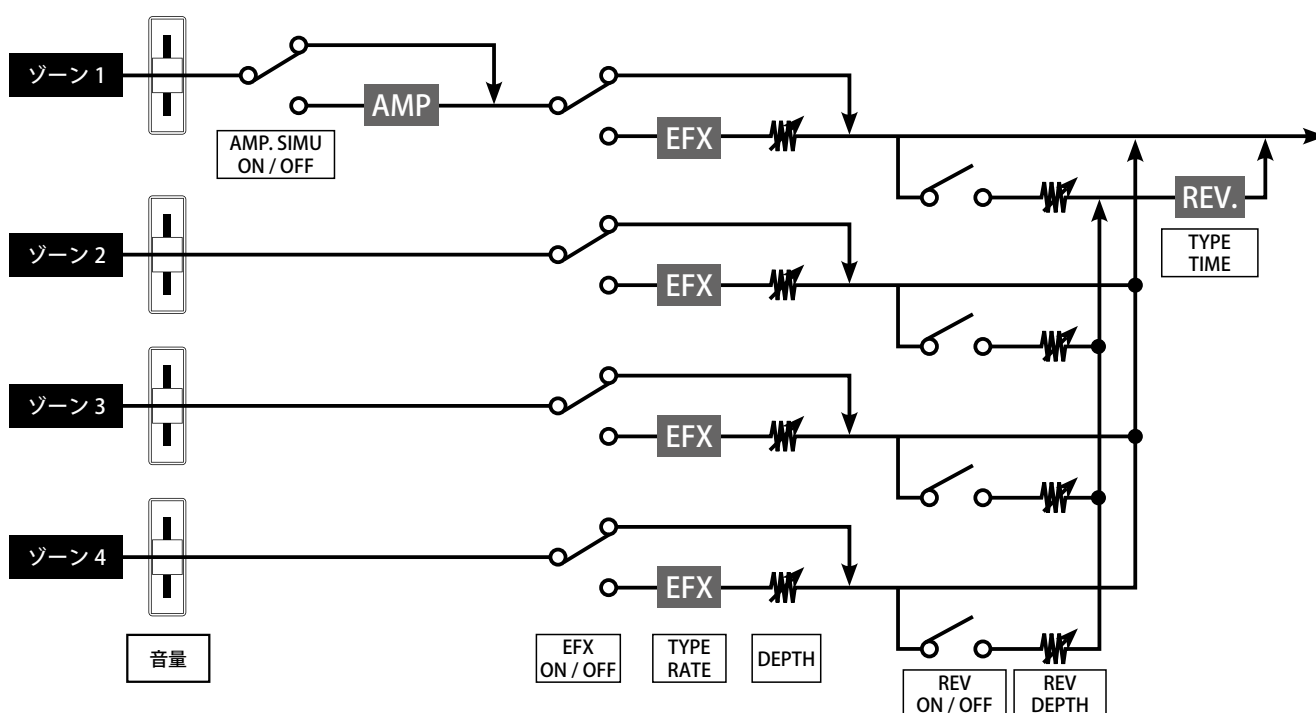 ゾーン 1
AMP
AMP. SIMU
ON / OFF
EFX
REV.
TYPE
TIME
ゾーン 2
EFX
ゾーン 3
EFX
ゾーン 4
EFX
音量
EFX
ON / OFF
TYPE
RATE
DEPTH
REV
ON / OFF
REV
DEPTH